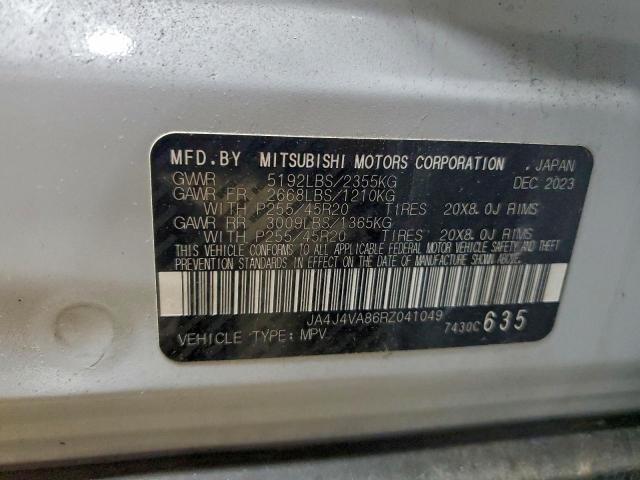 MFD.BY MITSUBISHI MOTORS CORPORATION , JAPAN
GVWR 5192LBS/2355KG DEC 2023
GAWR FR 2668LBS/1210KG
WITH P255/45R20 TIRES 20X8.0J RIMS
GAWR RR 3009LBS/1365KG
WITH P255/45R20 TIRES 20X8.0J RIMS
THIS VEHICLE CONFORMS TO ALL APPLICABLE FEDERAL MOTOR VEHICLE SAFETY AND THEFT
PREVENTION STANDARDS IN EFFECT ON THE DATE OF MANUFACTURE SHOWN ABOVE.
JA4J4VA86RZ041049
VEHICLE TYPE: MPV 7430C 635